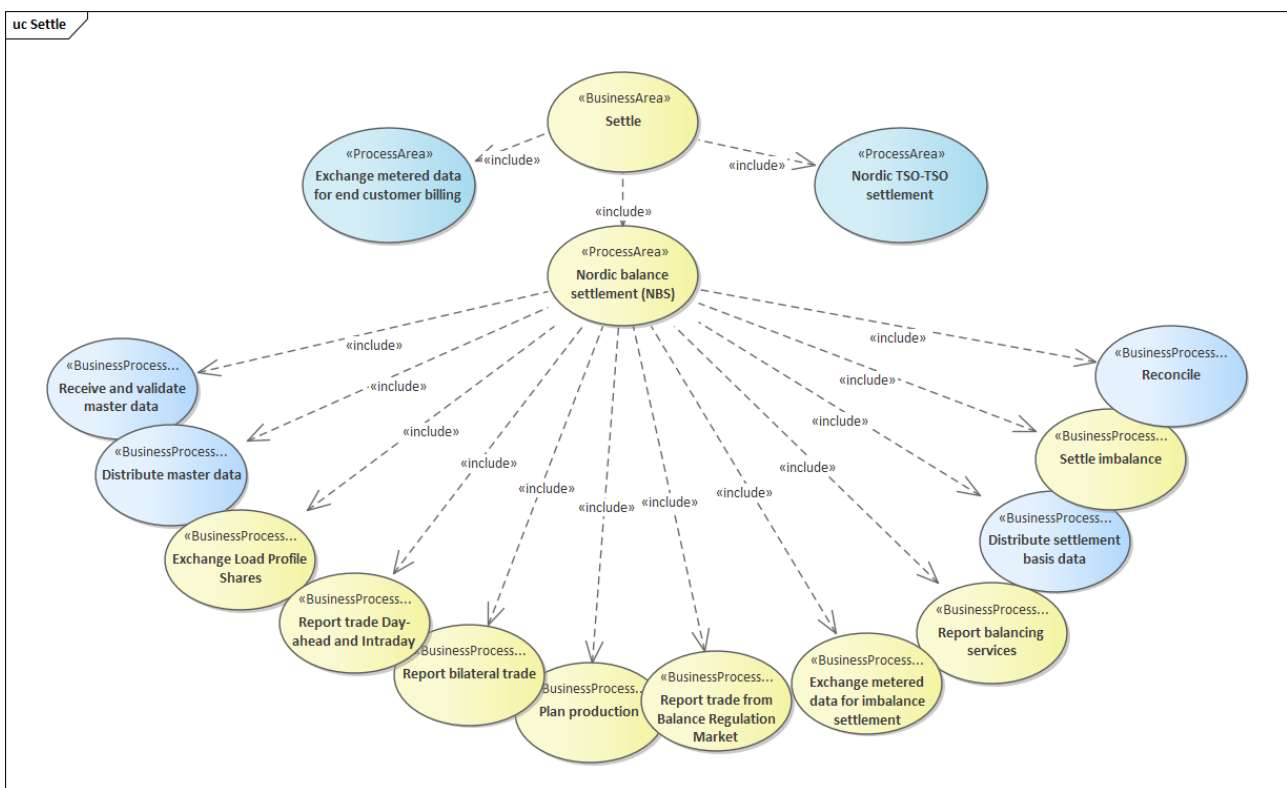 uc Settle
«BusinessArea»
Settle
«ProcessArea»
Exchange metered data
for end customer billing
«include»
«include»
«ProcessArea»
Nordic TSO-TSO
settlement
«include»
«ProcessArea»
Nordic balance
settlement (NBS)
«include»
«include»
«include»
«include»
«include»
«include»
«include»
«include»
«include»
«include»
«include»
«include»
«BusinessProcess...
Receive and validate
master data
«BusinessProcess...
Distribute master data
«BusinessProcess...
Exchange Load Profile
Shares
«BusinessProcess...
Report trade Day-
ahead and Intraday
«BusinessProcess...
Report bilateral trade
«BusinessProcess...
Plan production
«BusinessProcess...
Report trade from
Balance Regulation
Market
«BusinessProcess...
Exchange metered
data for imbalance
settlement
«BusinessProcess...
Report balancing
services
«BusinessProcess...
Distribute settlement
basis data
«BusinessProcess...
Settle imbalance
«BusinessProcess...
Reconcile